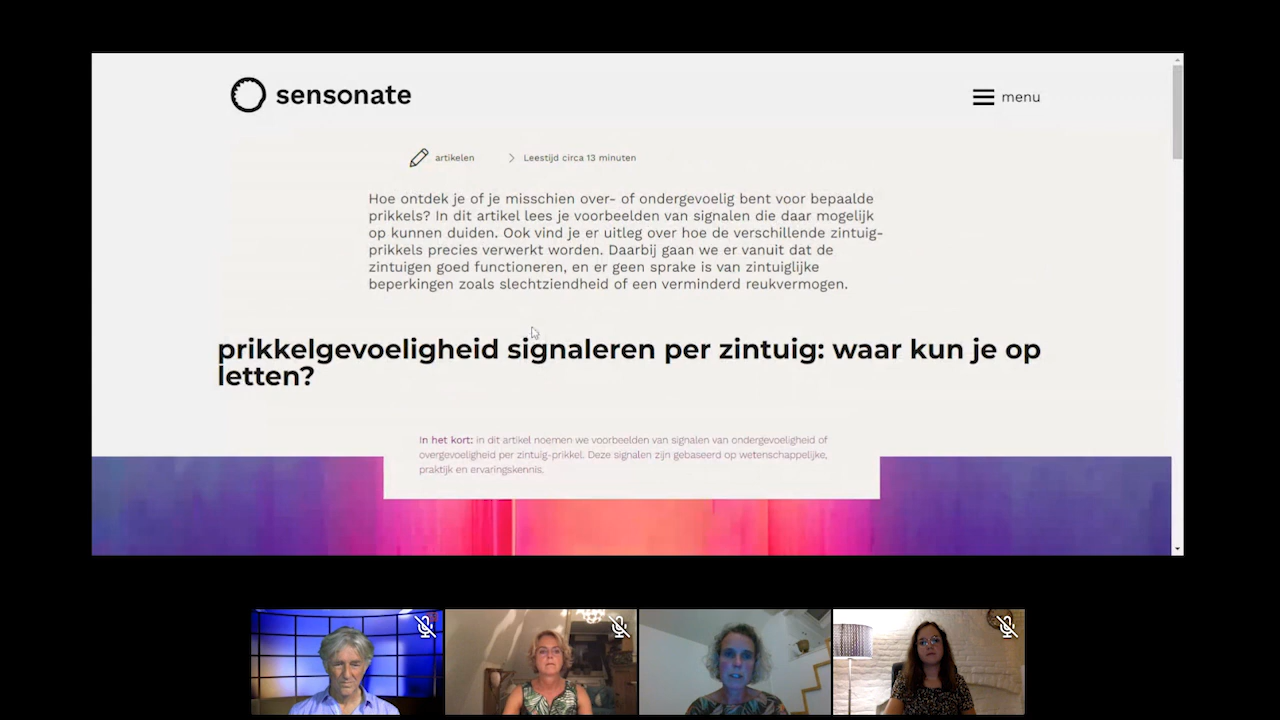 sensonate
menu
artikelen
Leestijd circa 13 minuten
Hoe ontdek je of je misschien over- of ondergevoelig bent voor bepaalde
prikkels? In dit artikel lees je voorbeelden van signalen die daar mogelijk
op kunnen duiden. Ook vind je er uitleg over hoe de verschillende zintuig-
prikkels precies verwerkt worden. Daarbij gaan we er vanuit dat de
zintuigen goed functioneren, en er geen sprake is van zintuiglijke
beperkingen zoals slechtziendheid of een verminderd reukvermogen.
prikkelgevoeligheid signaleren per zintuig: waar kun je op
letten?
In het kort: in dit artikel noemen we voorbeelden van signalen van ondergevoeligheid of
overgevoeligheid per zintuig-prikkel. Deze signalen zijn gebaseerd op wetenschappelijke,
praktijk en ervaringskennis.